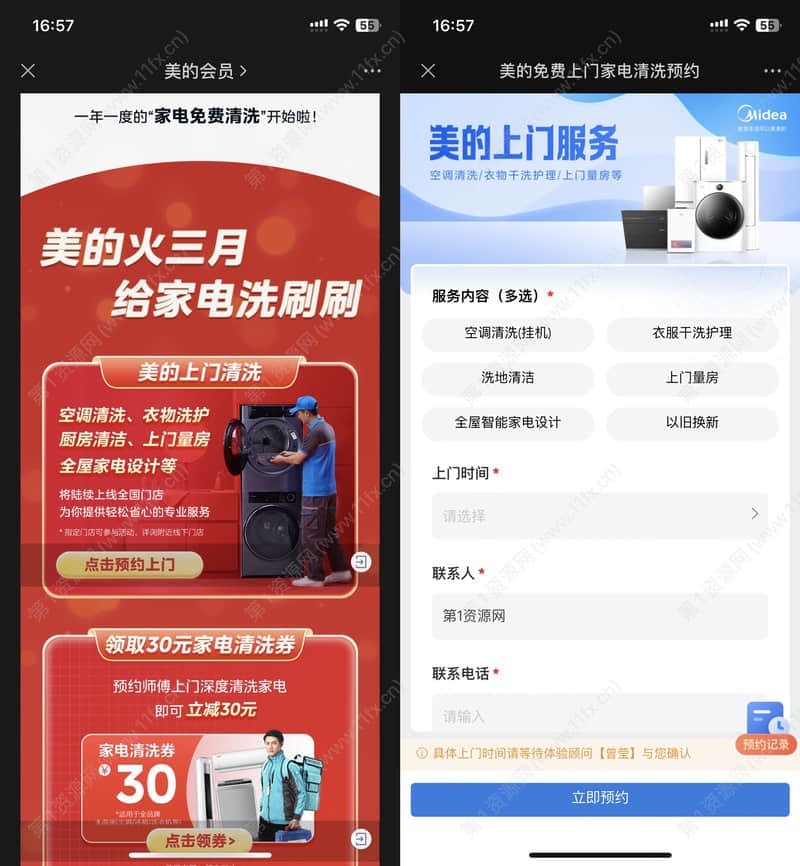 16:57
55
美的会员
一年一度的“家电免费清洗”开始啦！
美的火三月
给家电洗刷刷
美的上门清洗
空调清洗、衣物洗护
厨房清洁、上门量房
全屋家电设计等
将陆续上线全国门店
为你提供轻松省心的专业服务
*指定门店可参与活动，详询附近线下门店
点击预约上门
领取30元家电清洗券
预约师傅上门深度清洗家电
即可立减30元
家电清洗券
¥30
*适用于全品牌
点击领券>
16:57
55
美的免费上门家电清洗预约
Midea
美的上门服务
空调清洗/衣物干洗护理/上门量房等
服务内容（多选）*
空调清洗(挂机)
衣服干洗护理
洗地清洁
上门量房
全屋智能家电设计
以旧换新
上门时间*
请选择
联系人*
第1资源网
联系电话*
请输入
预约记录
具体上门时间请等待体验顾问【曾莹】与您确认
立即预约
第1资源网(www.11fx.cn)